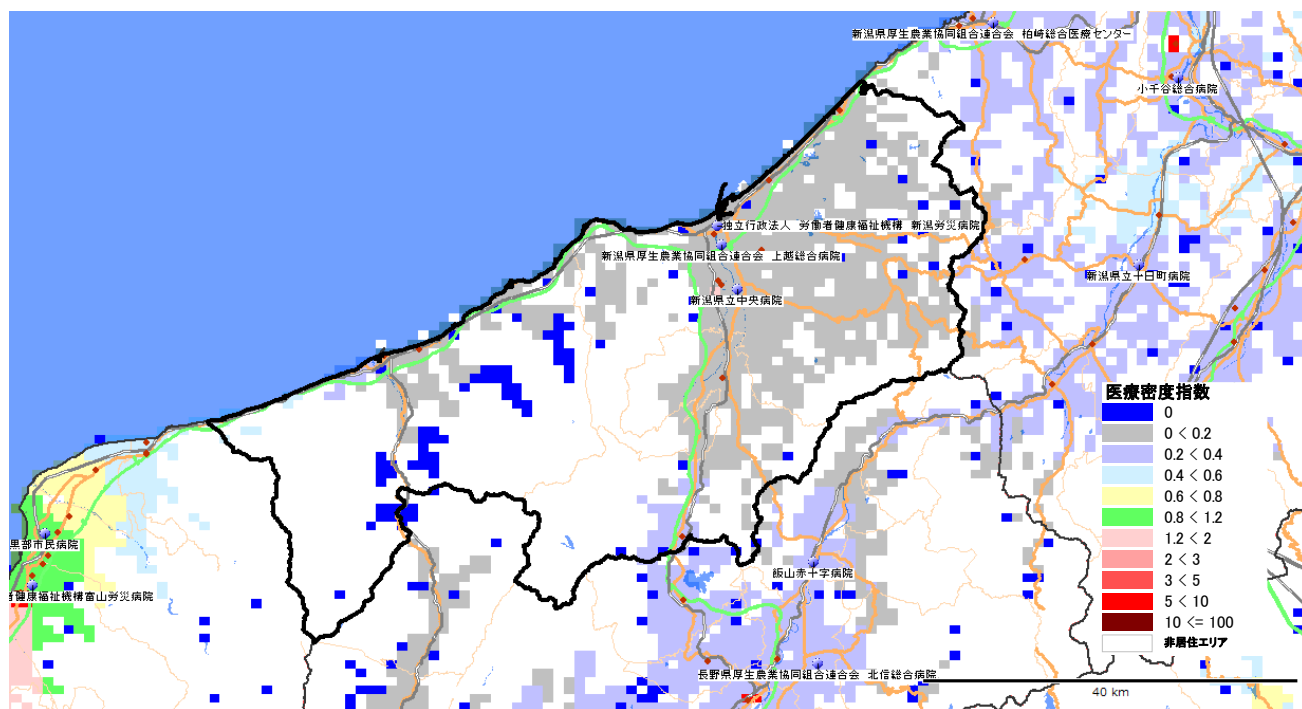 新潟県厚生農業協同組合連合会 柏崎総合医療センター
小千谷総合病院
独立行政法人 労働者健康福祉機構 新潟労災病院
新潟県厚生農業協同組合連合会 上越総合病院
新潟県立十日町病院
新潟県立中央病院
医療密度指数
0
0 < 0.2
0.2 < 0.4
0.4 < 0.6
0.6 < 0.8
0.8 < 1.2
1.2 < 2
2 < 3
3 < 5
5 < 10
10 <= 100
非居住エリア
黒部市民病院
飯山赤十字病院
者健康福祉機構富山労災病院
長野県厚生農業協同組合連合会 北信総合病院
40 km